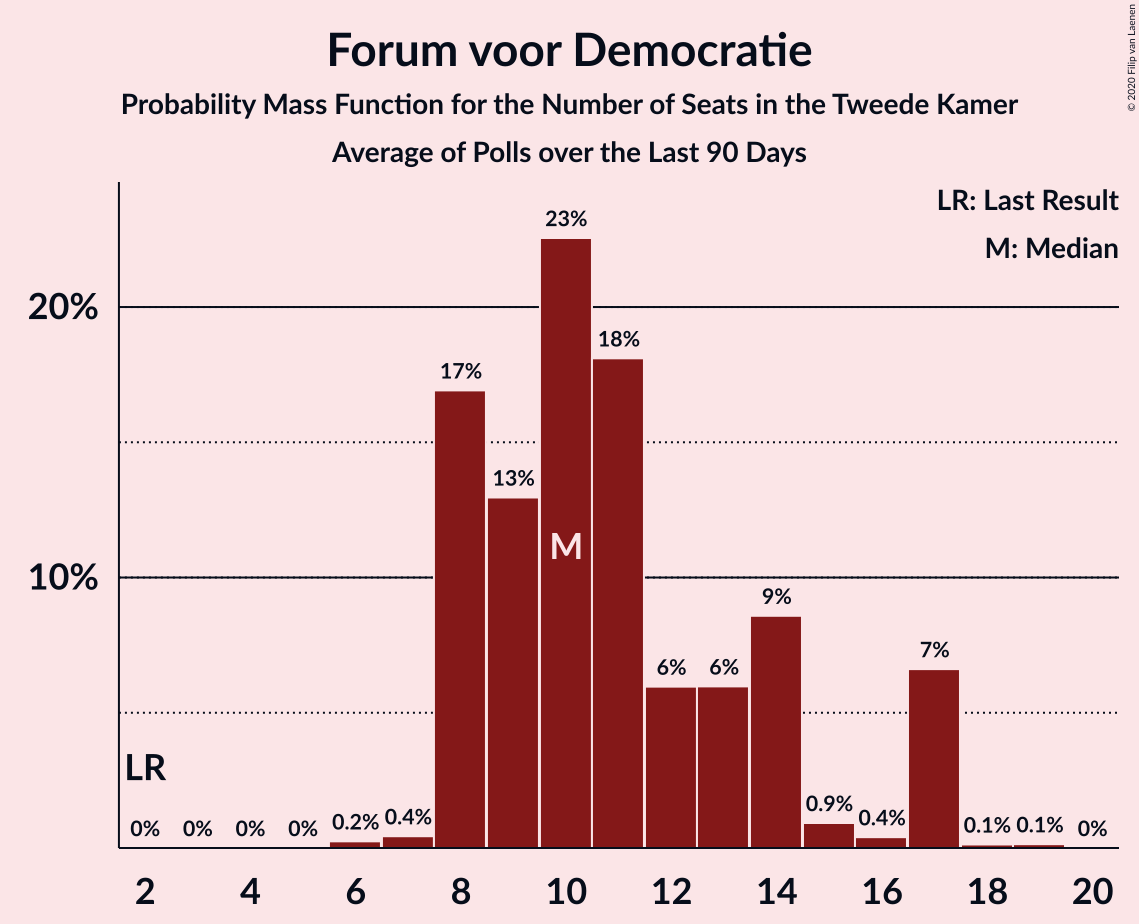 Forum voor Democratie
Probability Mass Function for the Number of Seats in the Tweede Kamer
Average of Polls over the Last 90 Days
© 2020 Filip van Laenen
LR: Last Result
M: Median
23%
20%
18%
17%
13%
M
10%
9%
7%
6% 6%
LR
0% 0% 0% 0% 0.2% 0.4% 0.9% 0.4% 0.1% 0.1% 0%
2 4 6 8 10 12 14 16 18 20